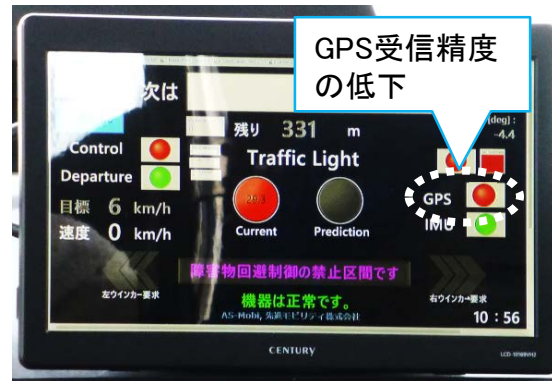 GPS受信精度
の低下
次は
[deg] :
-4.4
残り 331 m
Control
Traffic Light
Departure
GPS
目標 6 km/h
IMU
速度 0 km/h
Current
Prediction
障害物回避制御の禁止区間です
左ウインカー要求
機器は正常です。
右ウインカー要求
AS-Mobi, 先進モビリティ株式会社
10 : 56
CENTURY